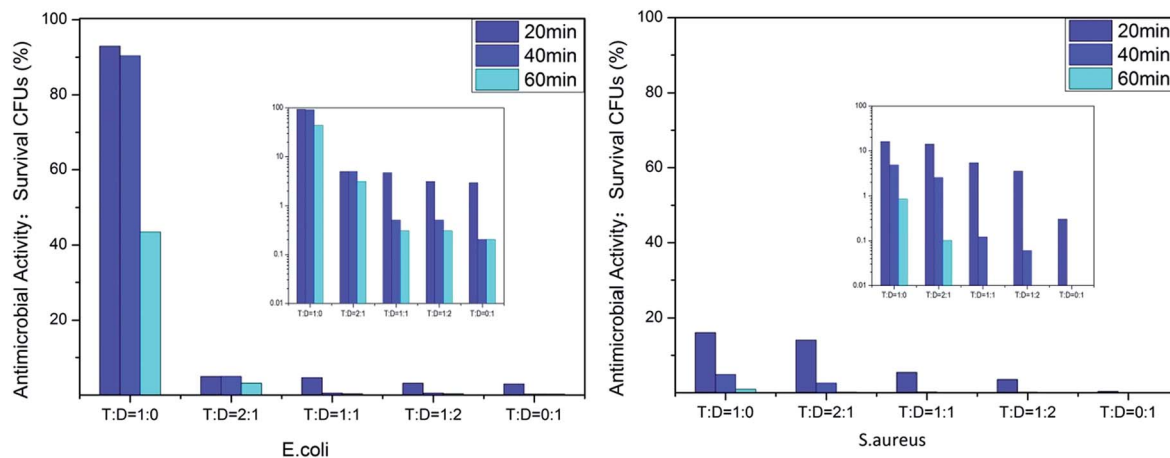 Antimicrobial Activity: Survival CFUs (%)
100
80
60
40
20
20min
40min
60min
100
10
1
0.1
0.01
T:D=1:0
T:D=2:1
T:D=1:1
T:D=1:2
T:D=0:1
T:D=1:0
T:D=2:1
T:D=1:1
T:D=1:2
T:D=0:1
E.coli
Antimicrobial Activity: Survival CFUs (%)
100
80
60
40
20
20min
40min
60min
100
10
1
0.1
0.01
T:D=1:0
T:D=2:1
T:D=1:1
T:D=1:2
T:D=0:1
T:D=1:0
T:D=2:1
T:D=1:1
T:D=1:2
T:D=0:1
S.aureus